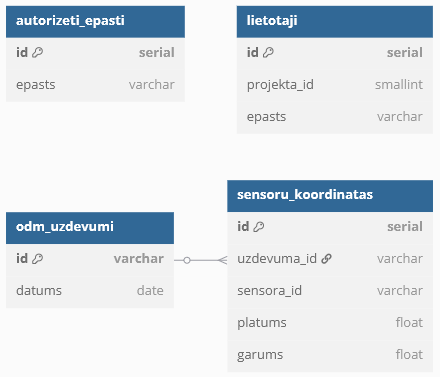 autorizeti_epasti
id serial
epasts varchar
lietotaji
id serial
projekta_id smallint
epasts varchar
odm_uzdevumi
id varchar
datums date
sensoru_koordinatas
id serial
uzdevuma_id varchar
sensora_id varchar
platums float
garums float